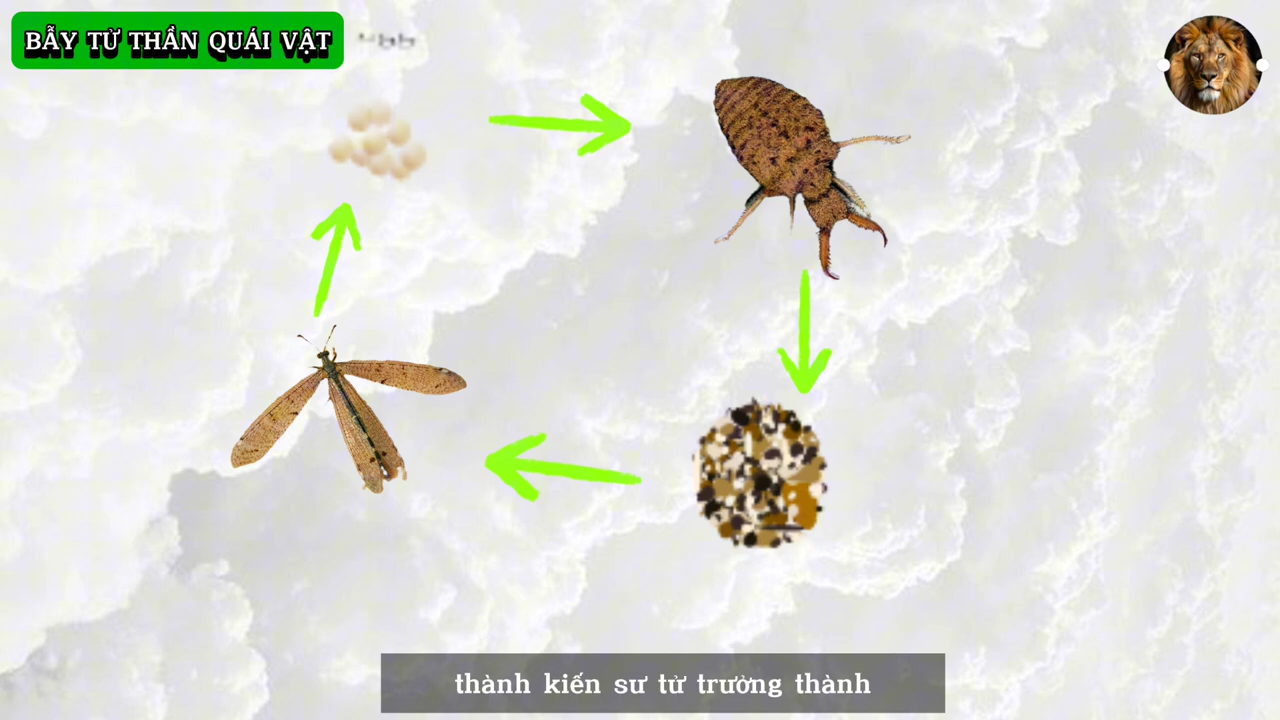 BẪY TỬ THẦN QUÁI VẬT
thành kiến sư tử trưởng thành